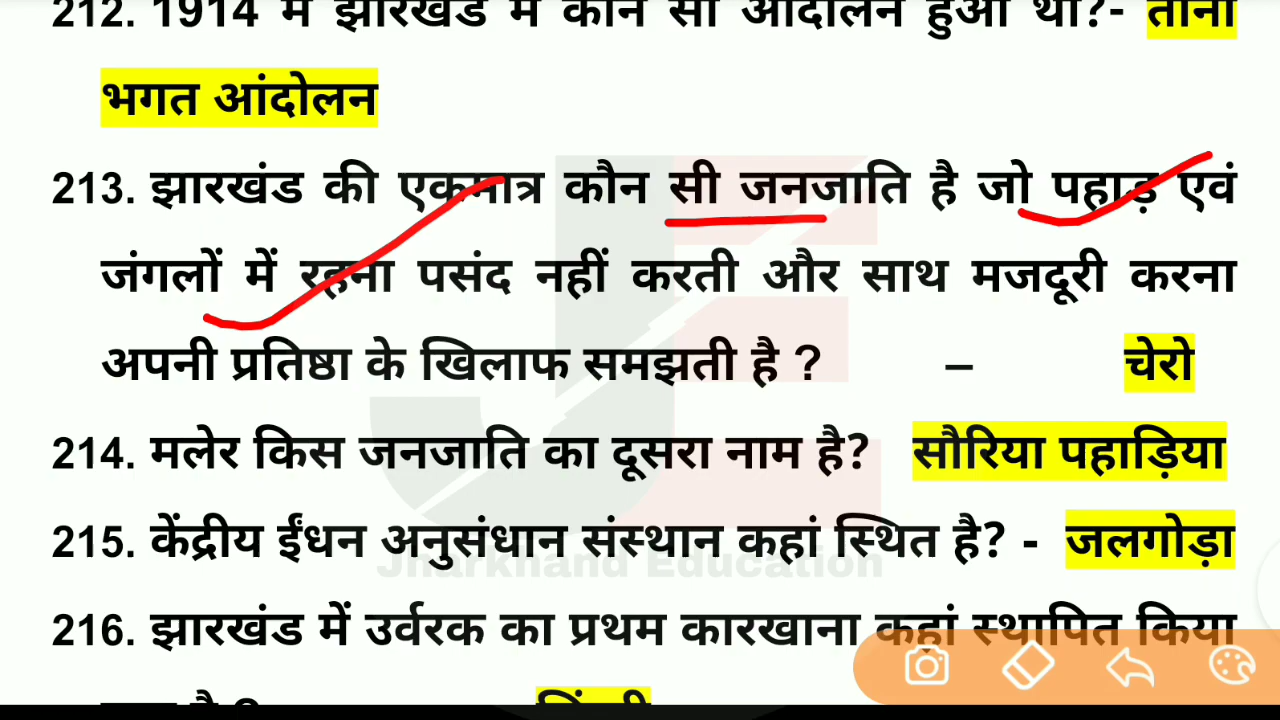 212. 1914 में झारखंड में कौन सी आंदोलन हुआ था?- ताना
भगत आंदोलन
213. झारखंड की एकमात्र कौन सी जनजाति है जो पहाड़ एवं
जंगलों में रहना पसंद नहीं करती और साथ मजदूरी करना
अपनी प्रतिष्ठा के खिलाफ समझती है ? – चेरो
214. मलेर किस जनजाति का दूसरा नाम है? सौरिया पहाड़िया
215. केंद्रीय ईंधन अनुसंधान संस्थान कहां स्थित है? - जलगोड़ा
Jharkhand Education
216. झारखंड में उर्वरक का प्रथम कारखाना कहां स्थापित किया